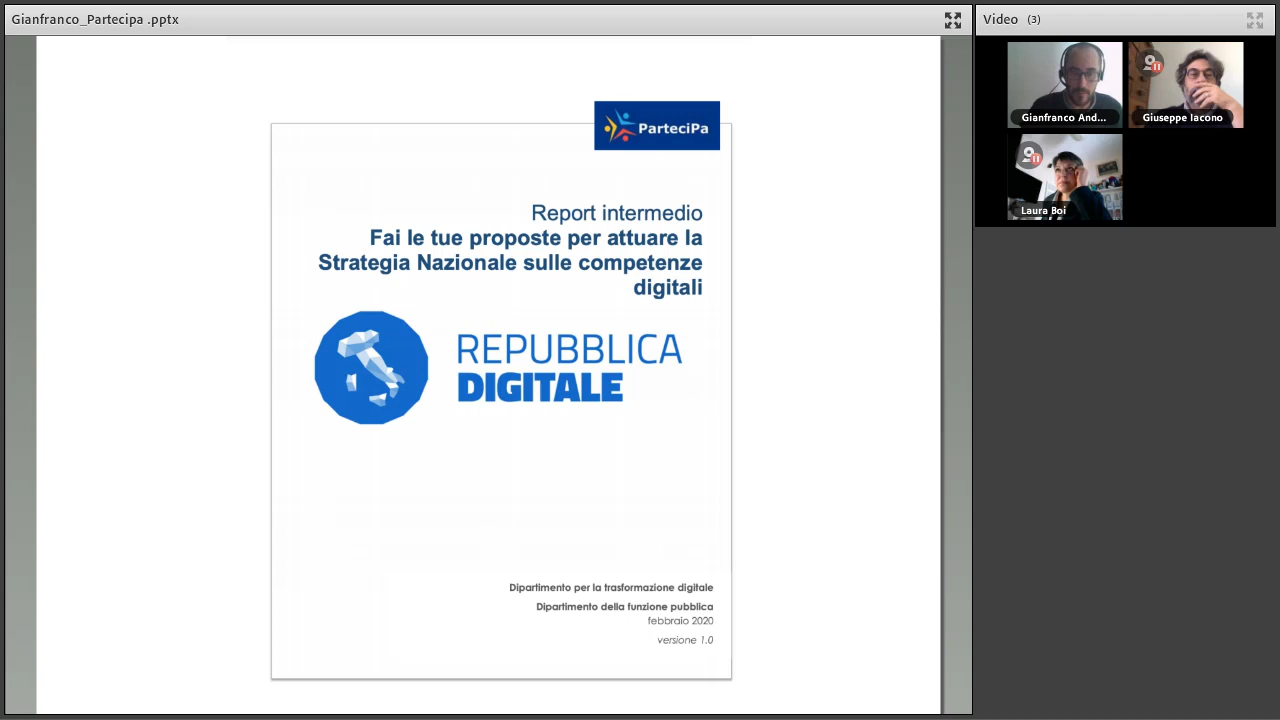 Gianfranco_Partecipa .pptx
ParteciPa
Report intermedio
Fai le tue proposte per attuare la
Strategia Nazionale sulle competenze
digitali
REPUBBLICA
DIGITALE
Dipartimento per la trasformazione digitale
Dipartimento della funzione pubblica
febbraio 2020
versione 1.0
Video (3)
Gianfranco And...
Giuseppe Iacono
Laura Boi